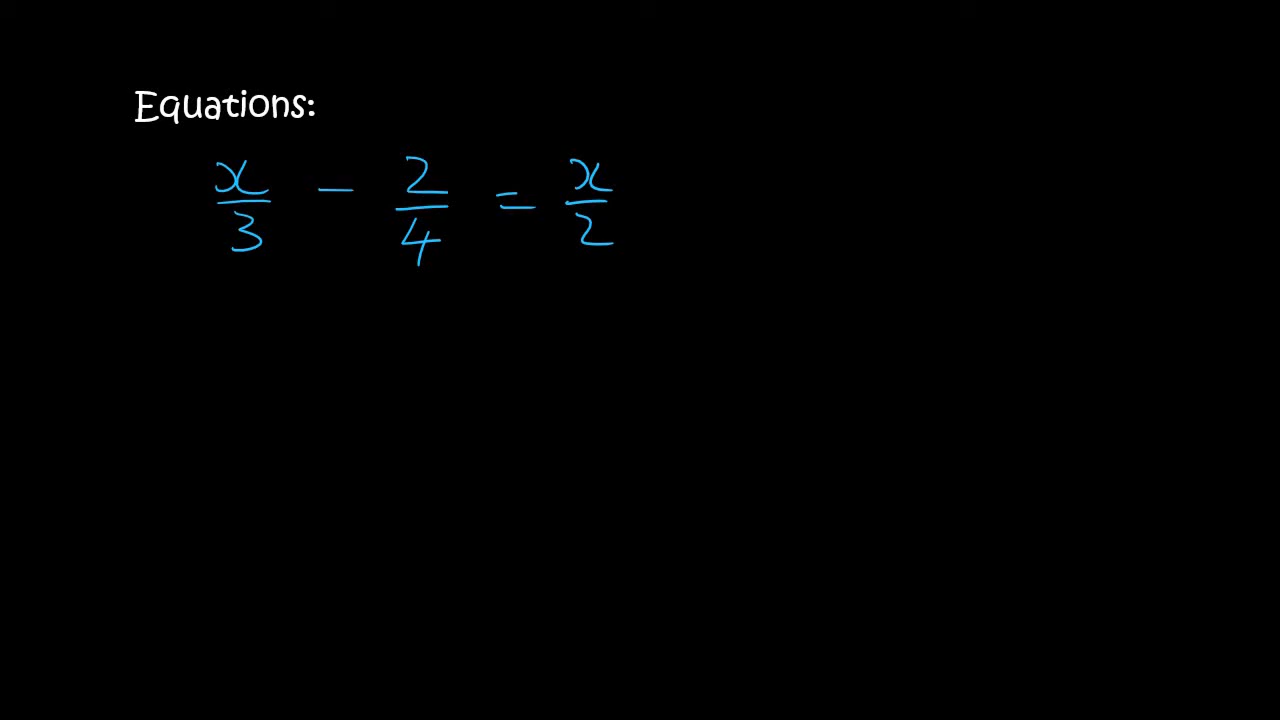 Equations:
x/3 - 2/4 = x/2